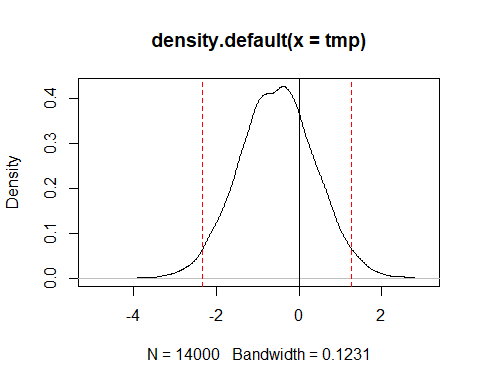 density.default(x = tmp)
Density
0.4
0.3
0.2
0.1
0.0
-4 -2 0 2
N = 14000 Bandwidth = 0.1231